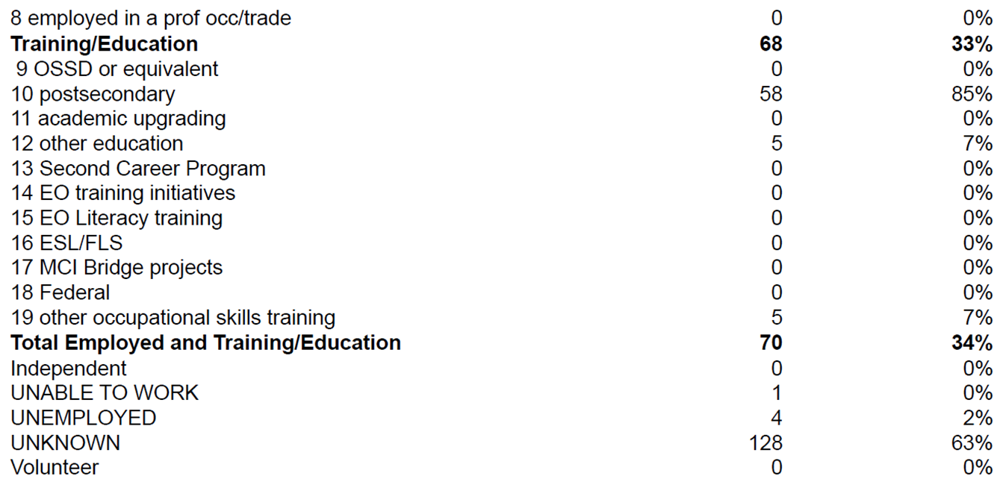 8 employed in a prof occ/trade 0 0%
Training/Education 68 33%
9 OSSD or equivalent 0 0%
10 postsecondary 58 85%
11 academic upgrading 0 0%
12 other education 5 7%
13 Second Career Program 0 0%
14 EO training initiatives 0 0%
15 EO Literacy training 0 0%
16 ESL/FLS 0 0%
17 MCI Bridge projects 0 0%
18 Federal 0 0%
19 other occupational skills training 5 7%
Total Employed and Training/Education 70 34%
Independent 0 0%
UNABLE TO WORK 1 0%
UNEMPLOYED 4 2%
UNKNOWN 128 63%
Volunteer 0 0%